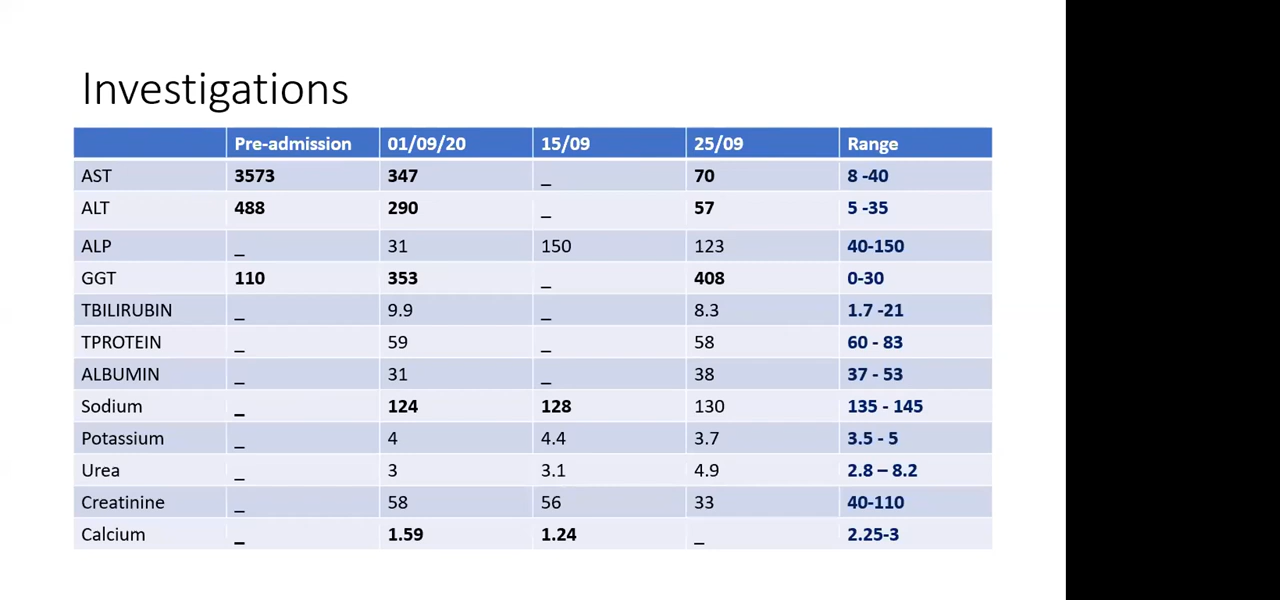 Investigations
Pre-admission 01/09/20 15/09 25/09 Range
AST 3573 347 _ 70 8 -40
ALT 488 290 _ 57 5 -35
ALP _ 31 150 123 40-150
GGT 110 353 _ 408 0-30
TBILIRUBIN _ 9.9 _ 8.3 1.7 -21
TPROTEIN _ 59 _ 58 60 - 83
ALBUMIN _ 31 _ 38 37 - 53
Sodium _ 124 128 130 135 - 145
Potassium _ 4 4.4 3.7 3.5 - 5
Urea _ 3 3.1 4.9 2.8 – 8.2
Creatinine _ 58 56 33 40-110
Calcium _ 1.59 1.24 _ 2.25-3